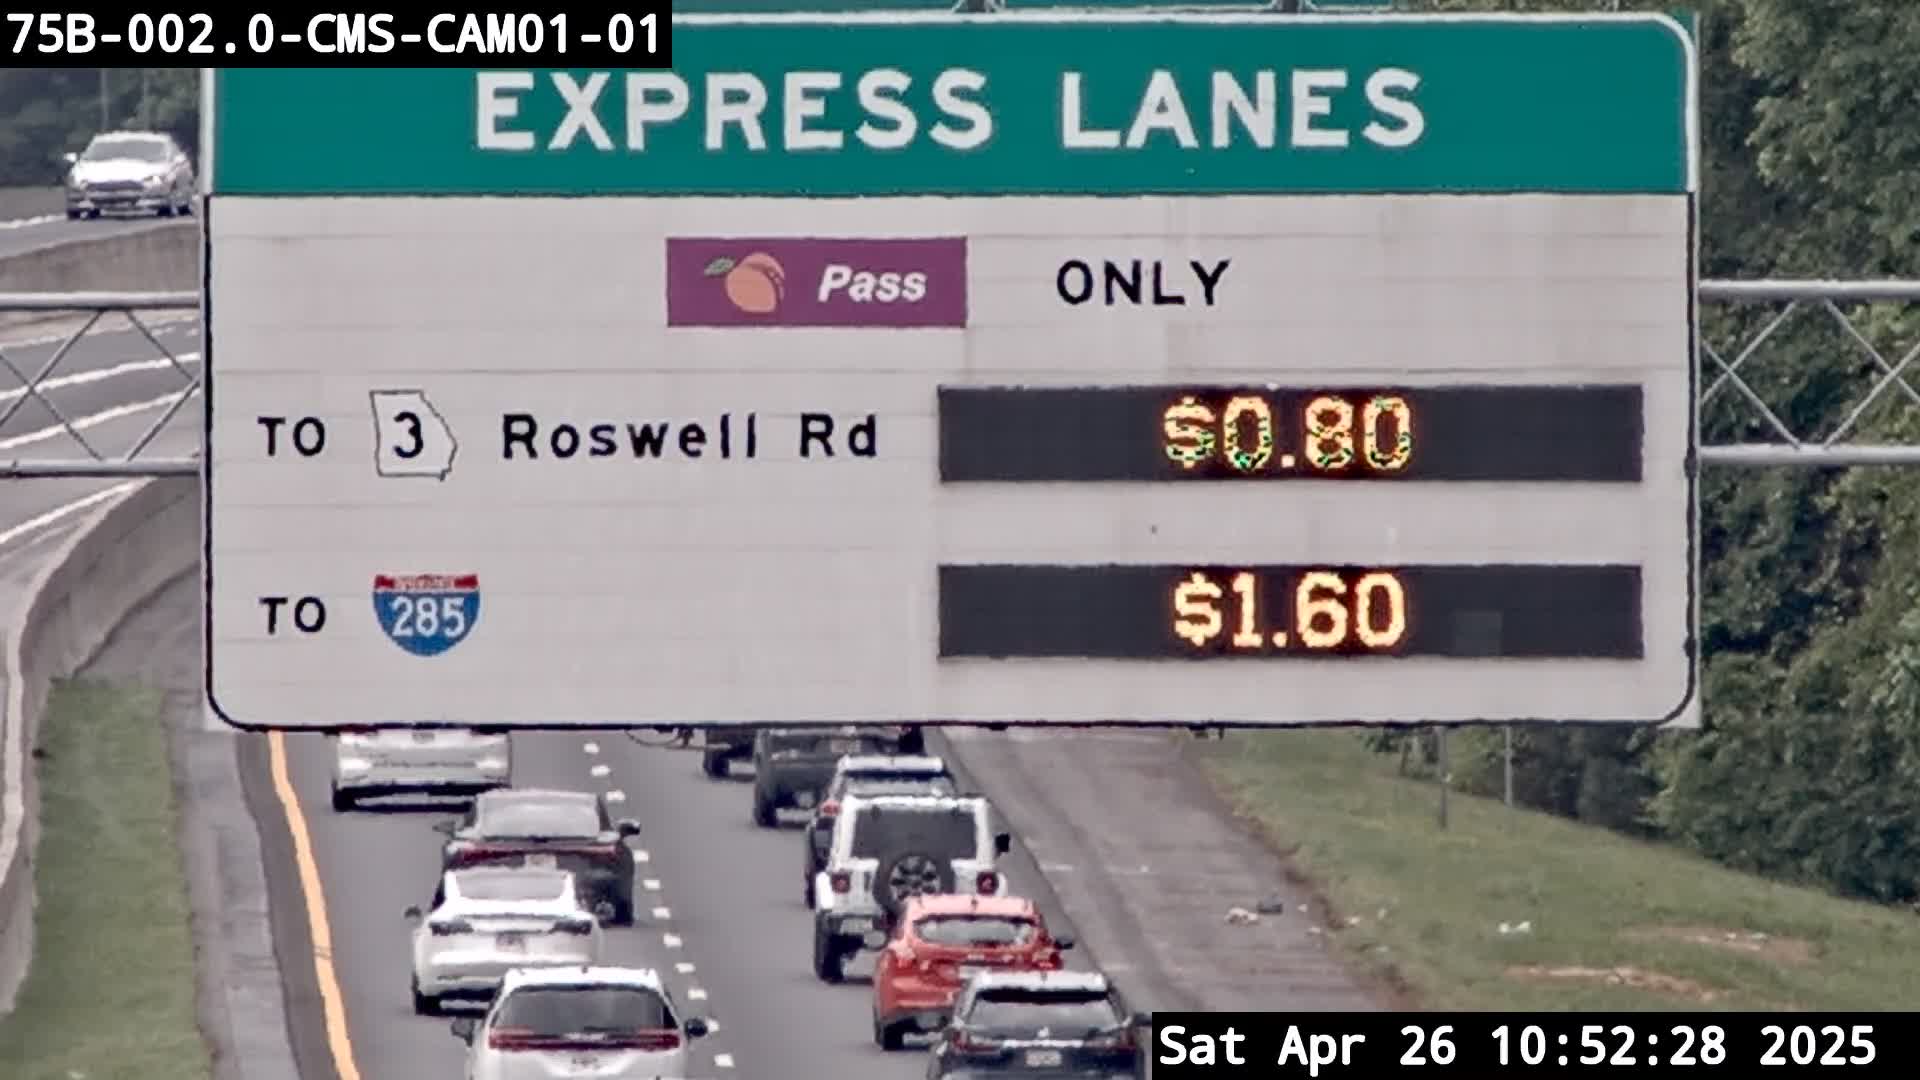 75B-002.0-CMS-CAM01-01
EXPRESS LANES
Pass ONLY
TO 3 Roswell Rd $0.80
TO 285 $1.60
Sat Apr 26 10:52:28 2025